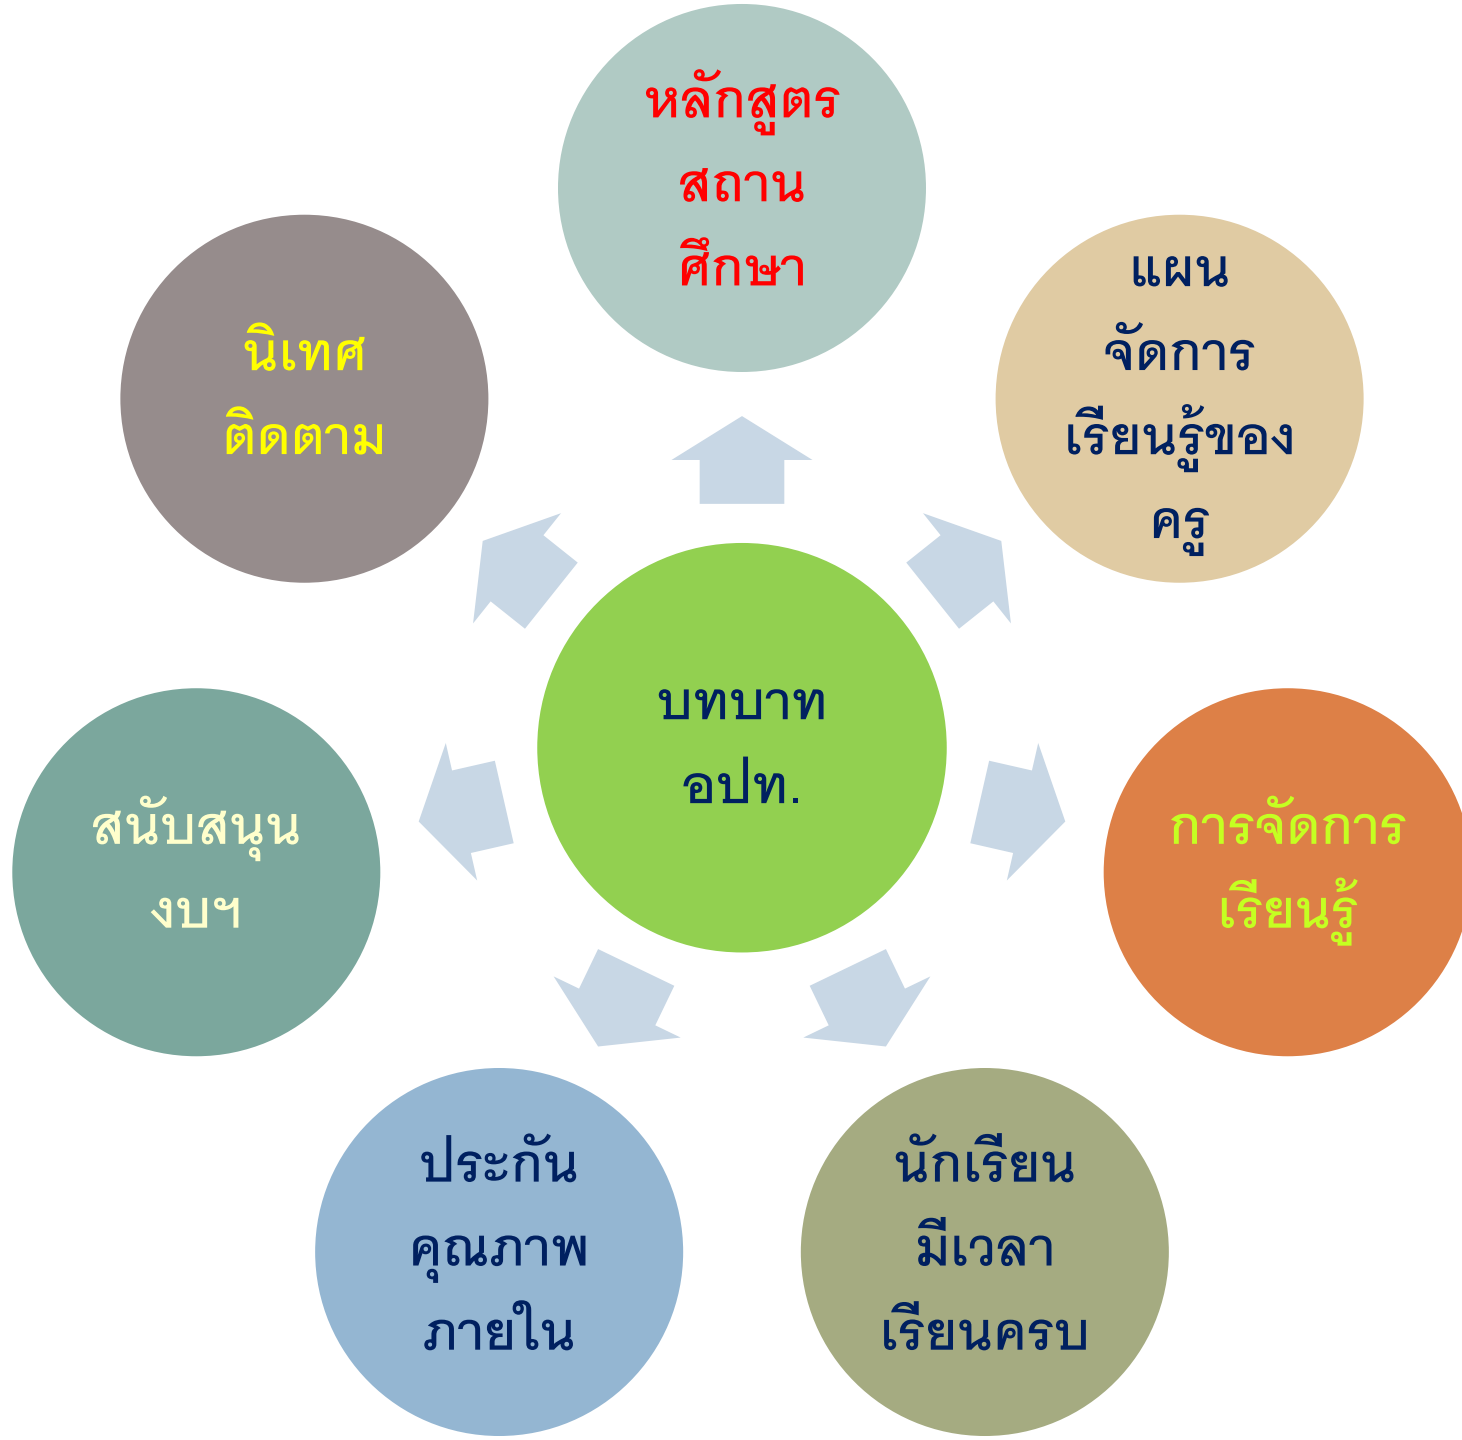 หลักสูตร
สถาน
ศึกษา
แผน
จัดการ
เรียนรู้ของ
ครู
การจัดการ
เรียนรู้
นักเรียน
มีเวลา
เรียนครบ
ประกัน
คุณภาพ
ภายใน
สนับสนุน
งบฯ
นิเทศ
ติดตาม
บทบาท
อปท.